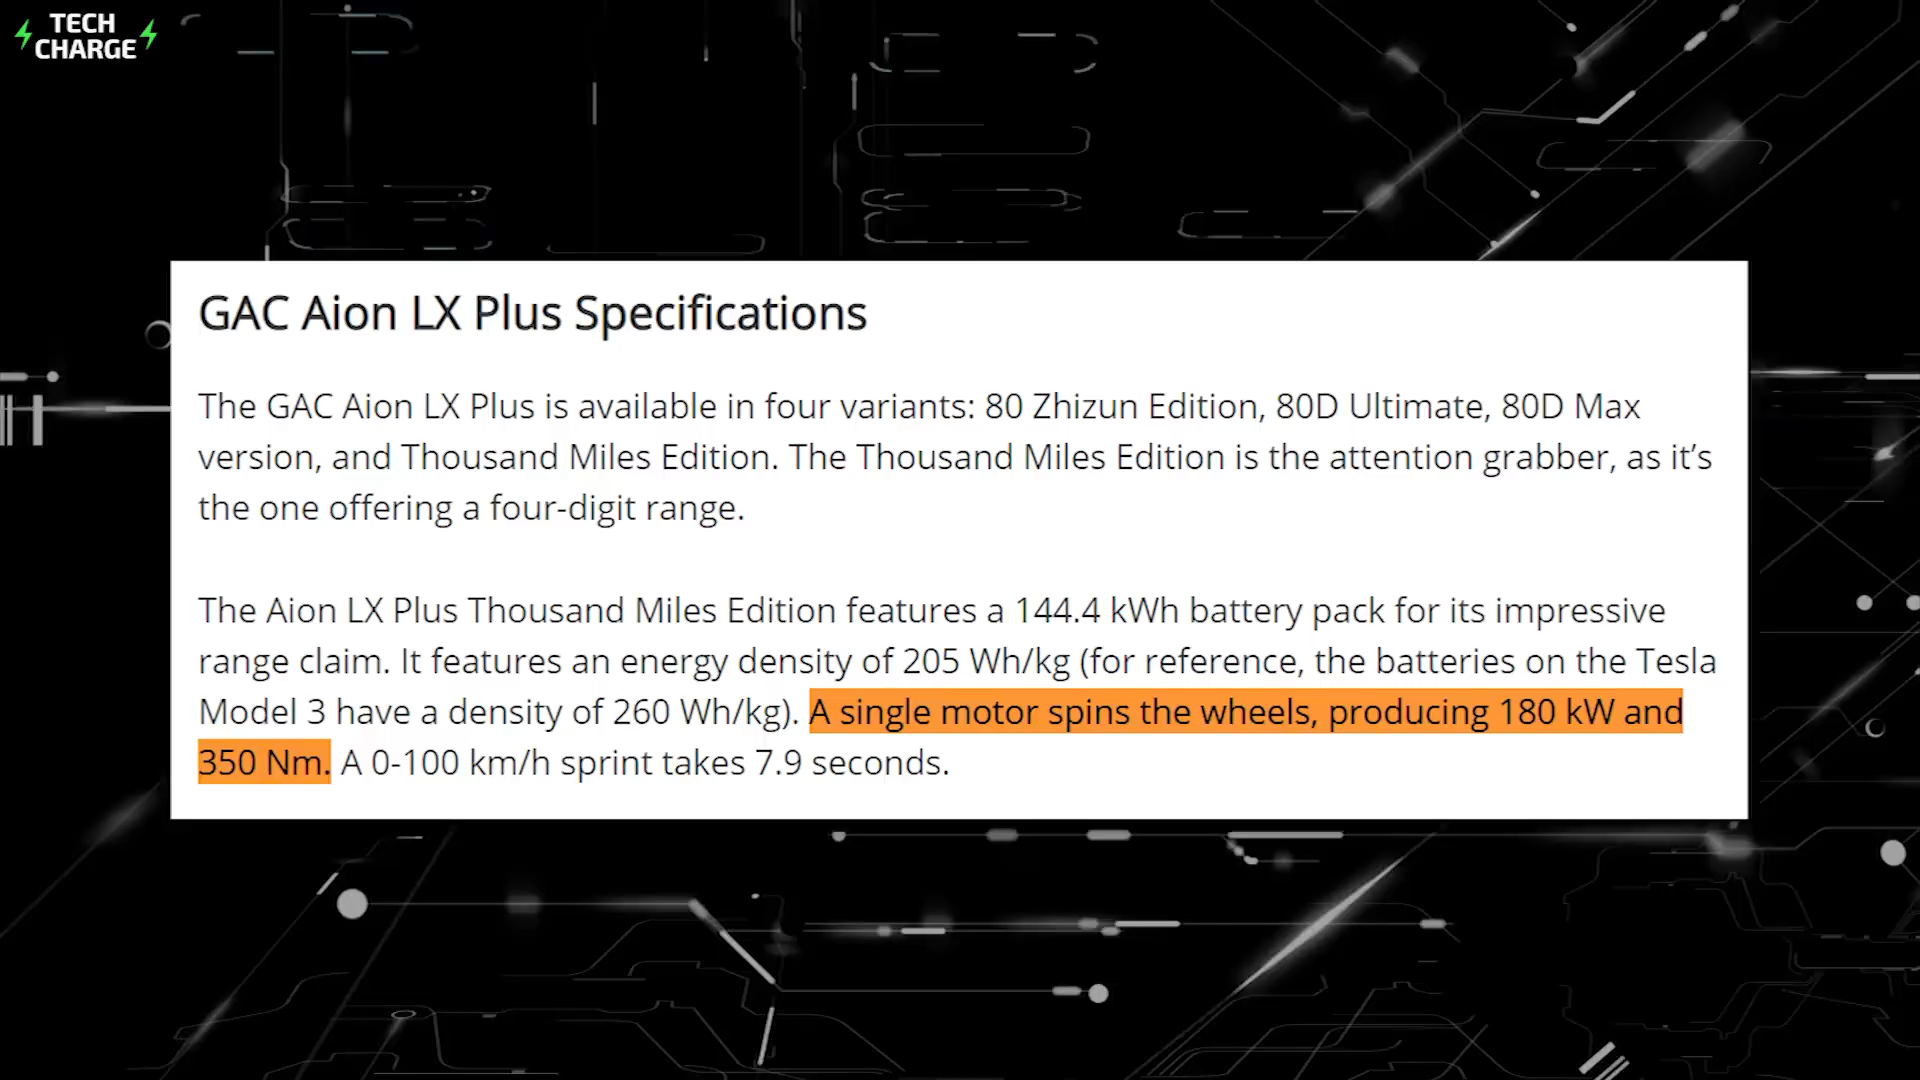 TECH
CHARGE
GAC Aion LX Plus Specifications
The GAC Aion LX Plus is available in four variants: 80 Zhizun Edition, 80D Ultimate, 80D Max
version, and Thousand Miles Edition. The Thousand Miles Edition is the attention grabber, as it’s
the one offering a four-digit range.
The Aion LX Plus Thousand Miles Edition features a 144.4 kWh battery pack for its impressive
range claim. It features an energy density of 205 Wh/kg (for reference, the batteries on the Tesla
Model 3 have a density of 260 Wh/kg). A single motor spins the wheels, producing 180 kW and
350 Nm. A 0-100 km/h sprint takes 7.9 seconds.